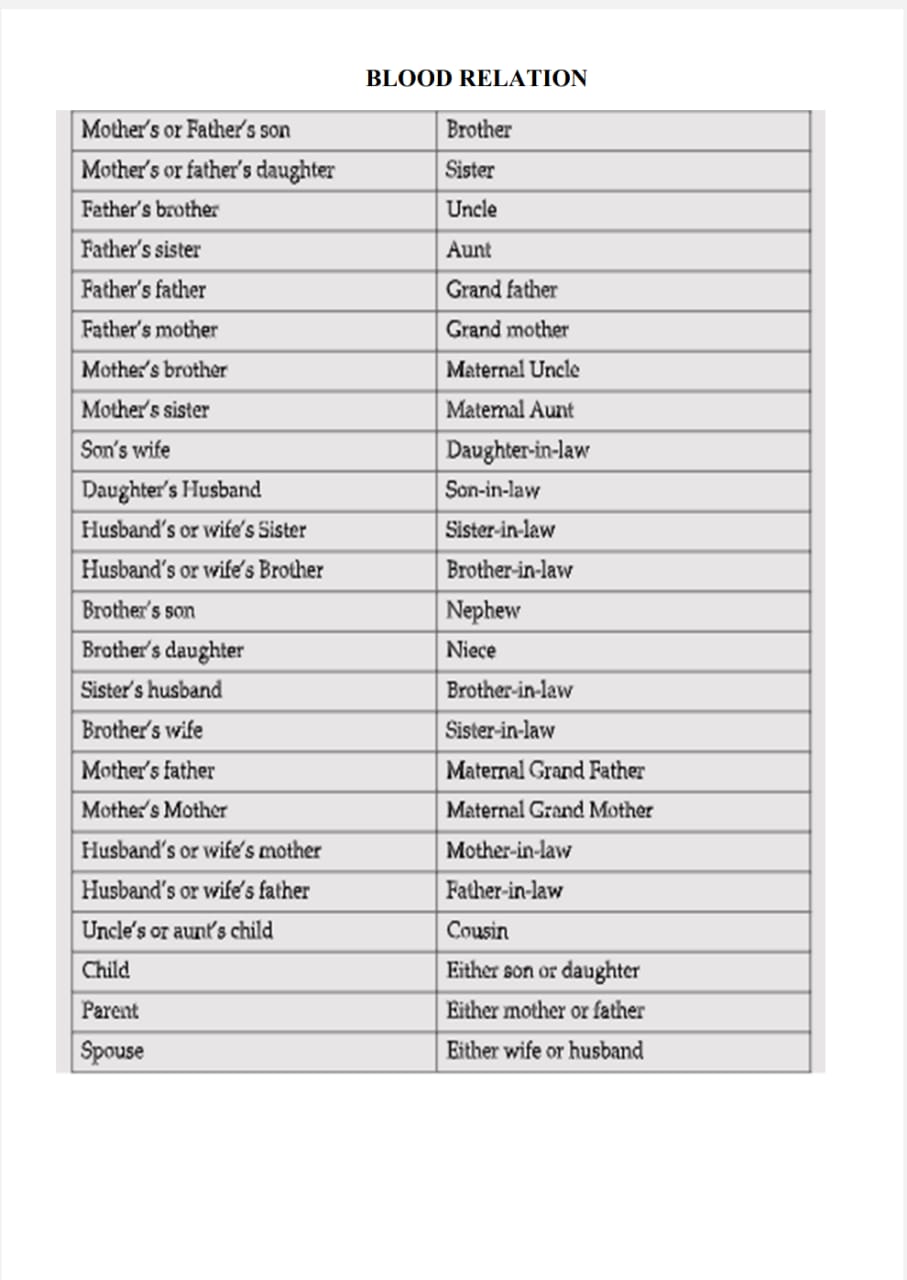 BLOOD RELATION
Mother's or Father's son Brother
Mother's or father's daughter Sister
Father's brother Uncle
Father's sister Aunt
Father's father Grand father
Father's mother Grand mother
Mother's brother Maternal Uncle
Mother's sister Maternal Aunt
Son's wife Daughter-in-law
Daughter's Husband Son-in-law
Husband's or wife's Sister Sister-in-law
Husband's or wife's Brother Brother-in-law
Brother's son Nephew
Brother's daughter Niece
Sister's husband Brother-in-law
Brother's wife Sister-in-law
Mother's father Maternal Grand Father
Mother's Mother Maternal Grand Mother
Husband's or wife's mother Mother-in-law
Husband's or wife's father Father-in-law
Uncle's or aunt's child Cousin
Child Either son or daughter
Parent Either mother or father
Spouse Either wife or husband